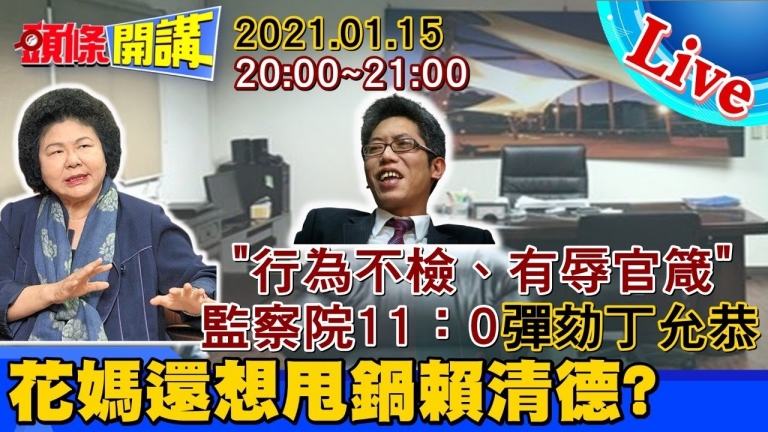 頭條開講
2021.01.15
20:00~21:00
Live
"行為不檢、有辱官箴"
監察院11：0彈劾丁允恭
花媽還想甩鍋賴清德?